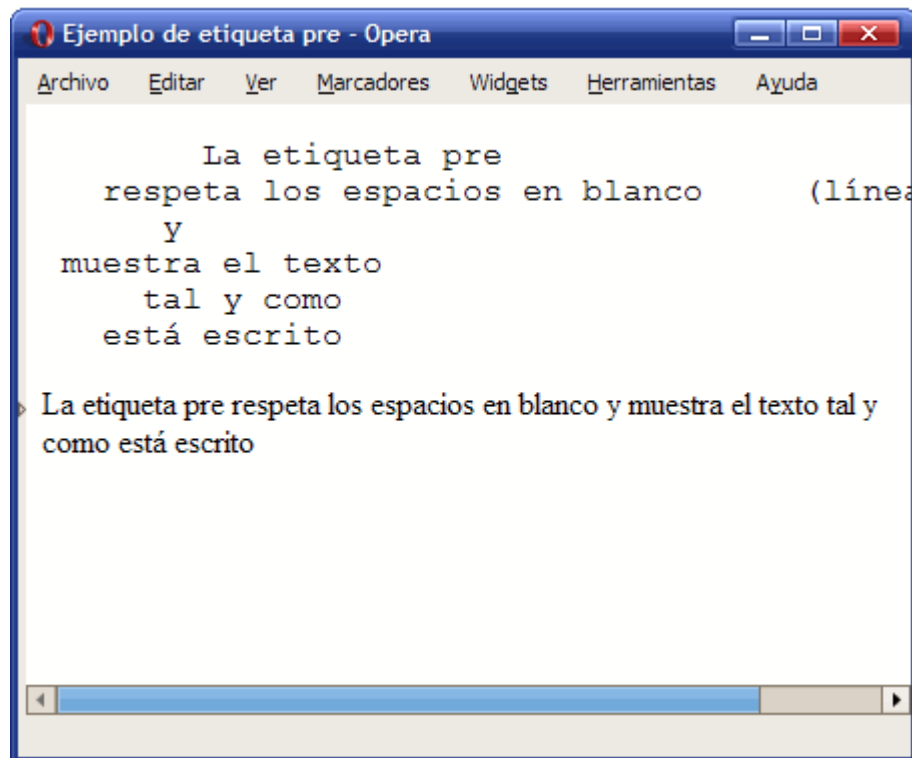 Ejemplo de etiqueta pre - Opera
Archivo Editar Ver Marcadores Widgets Herramientas Ayuda
La etiqueta pre
respeta los espacios en blanco (línea
y
muestra el texto
tal y como
está escrito
La etiqueta pre respeta los espacios en blanco y muestra el texto tal y
como está escrito